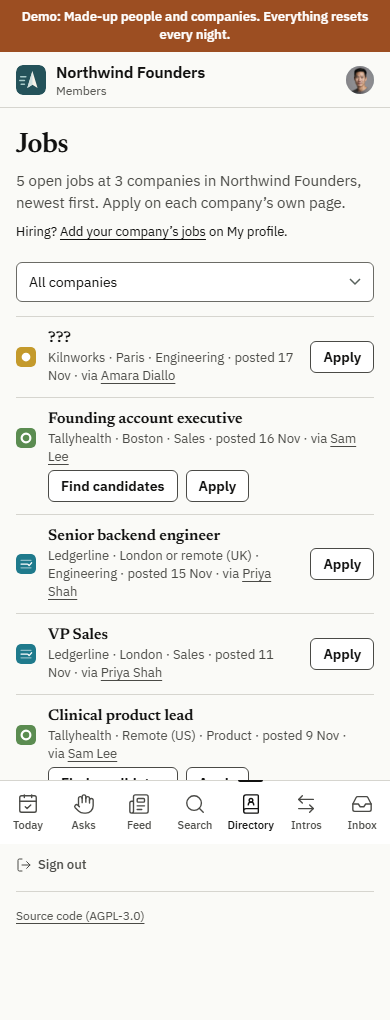 Demo: Made-up people and companies. Everything resets
every night.
Northwind Founders
Members
Jobs
5 open jobs at 3 companies in Northwind Founders,
newest first. Apply on each company’s own page.
Hiring? Add your company’s jobs on My profile.
All companies
???
Kilnworks · Paris · Engineering · posted 17
Nov · via Amara Diallo
Apply
Founding account executive
Tallyhealth · Boston · Sales · posted 16 Nov · via Sam
Lee
Find candidates
Apply
Senior backend engineer
Ledgerline · London or remote (UK) ·
Engineering · posted 15 Nov · via Priya
Shah
Apply
VP Sales
Ledgerline · London · Sales · posted 11
Nov · via Priya Shah
Apply
Clinical product lead
Tallyhealth · Remote (US) · Product · posted 9 Nov ·
via Sam Lee
Today
Asks
Feed
Search
Directory
Intros
Inbox
Sign out
Source code (AGPL-3.0)